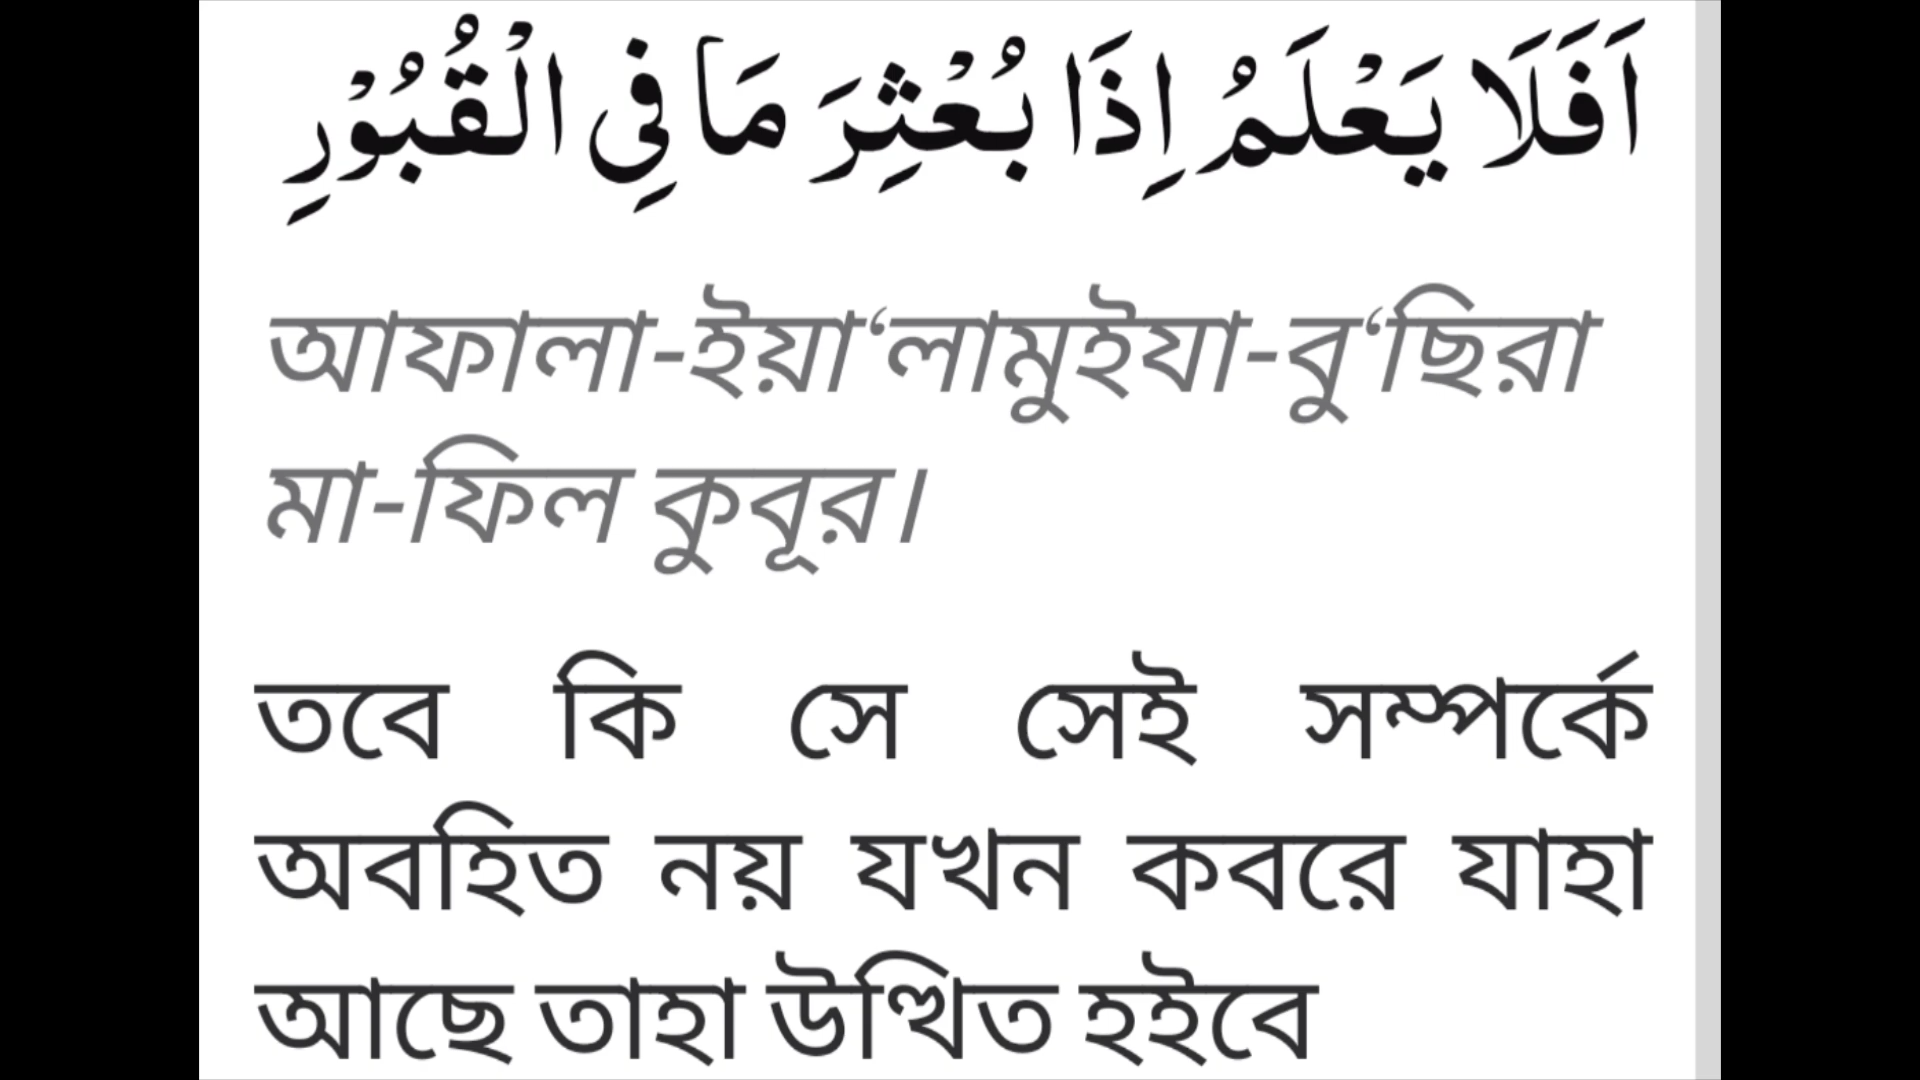 اَفَلَا يَعْلَمُ اِذَا بُعْثِرَ مَا فِى الْقُبُوْرِ
আফালা-ইয়া‘লামুইযা-বু‘ছিরা
মা-ফিল কুবূর।
তবে কি সে সেই সম্পর্কে
অবহিত নয় যখন কবরে যাহা
আছে তাহা উত্থিত হইবে